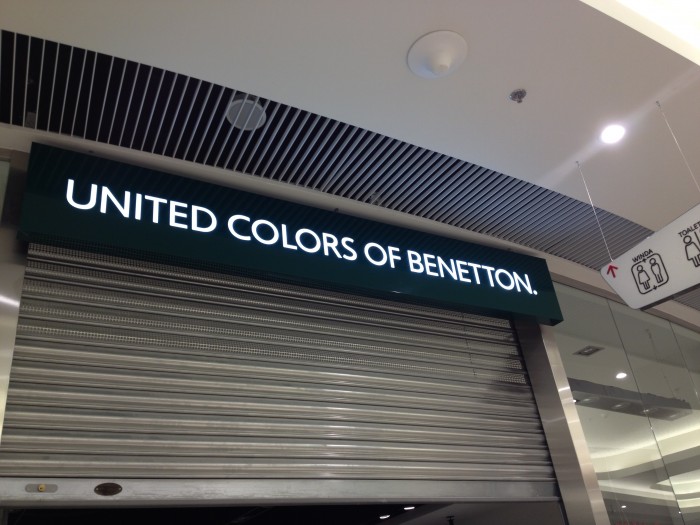 UNITED COLORS OF BENETTON.
WINDA
TOALET